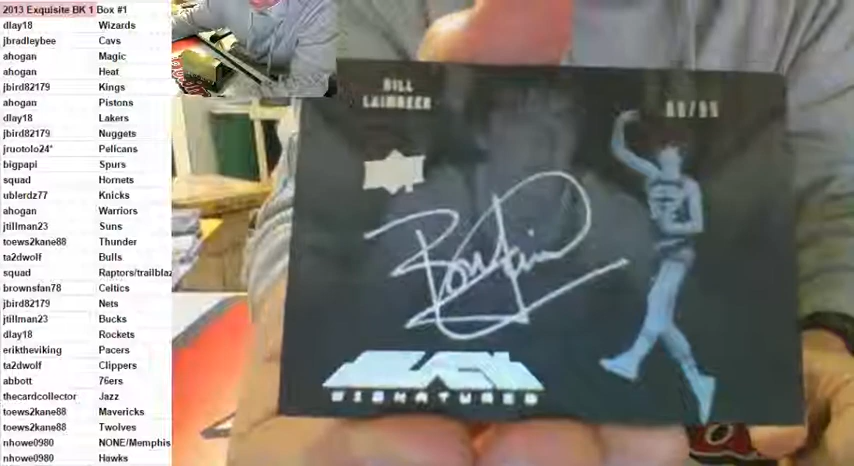 2013 Exquisite BK 1 Box #1
dlay18 Wizards
jbradleybee Cavs
ahogan Magic
ahogan Heat
jbird82179 Kings
ahogan Pistons
dlay18 Lakers
jbird82179 Nuggets
jruotolo24* Pelicans
bigpapi Spurs
squad Hornets
ublerdz77 Knicks
ahogan Warriors
jtillman23 Suns
toews2kane88 Thunder
ta2dwolf Bulls
squad Raptors/trailblaz
brownsfan78 Celtics
jbird82179 Nets
jtillman23 Bucks
dlay18 Rockets
eriktheviking Pacers
ta2dwolf Clippers
abbott 76ers
thecardcollector Jazz
toews2kane88 Mavericks
toews2kane88 Twolves
nhowe0980 NONE/Memphis
nhowe0980 Hawks
BILL
LAIMBEER
SIGNATURES